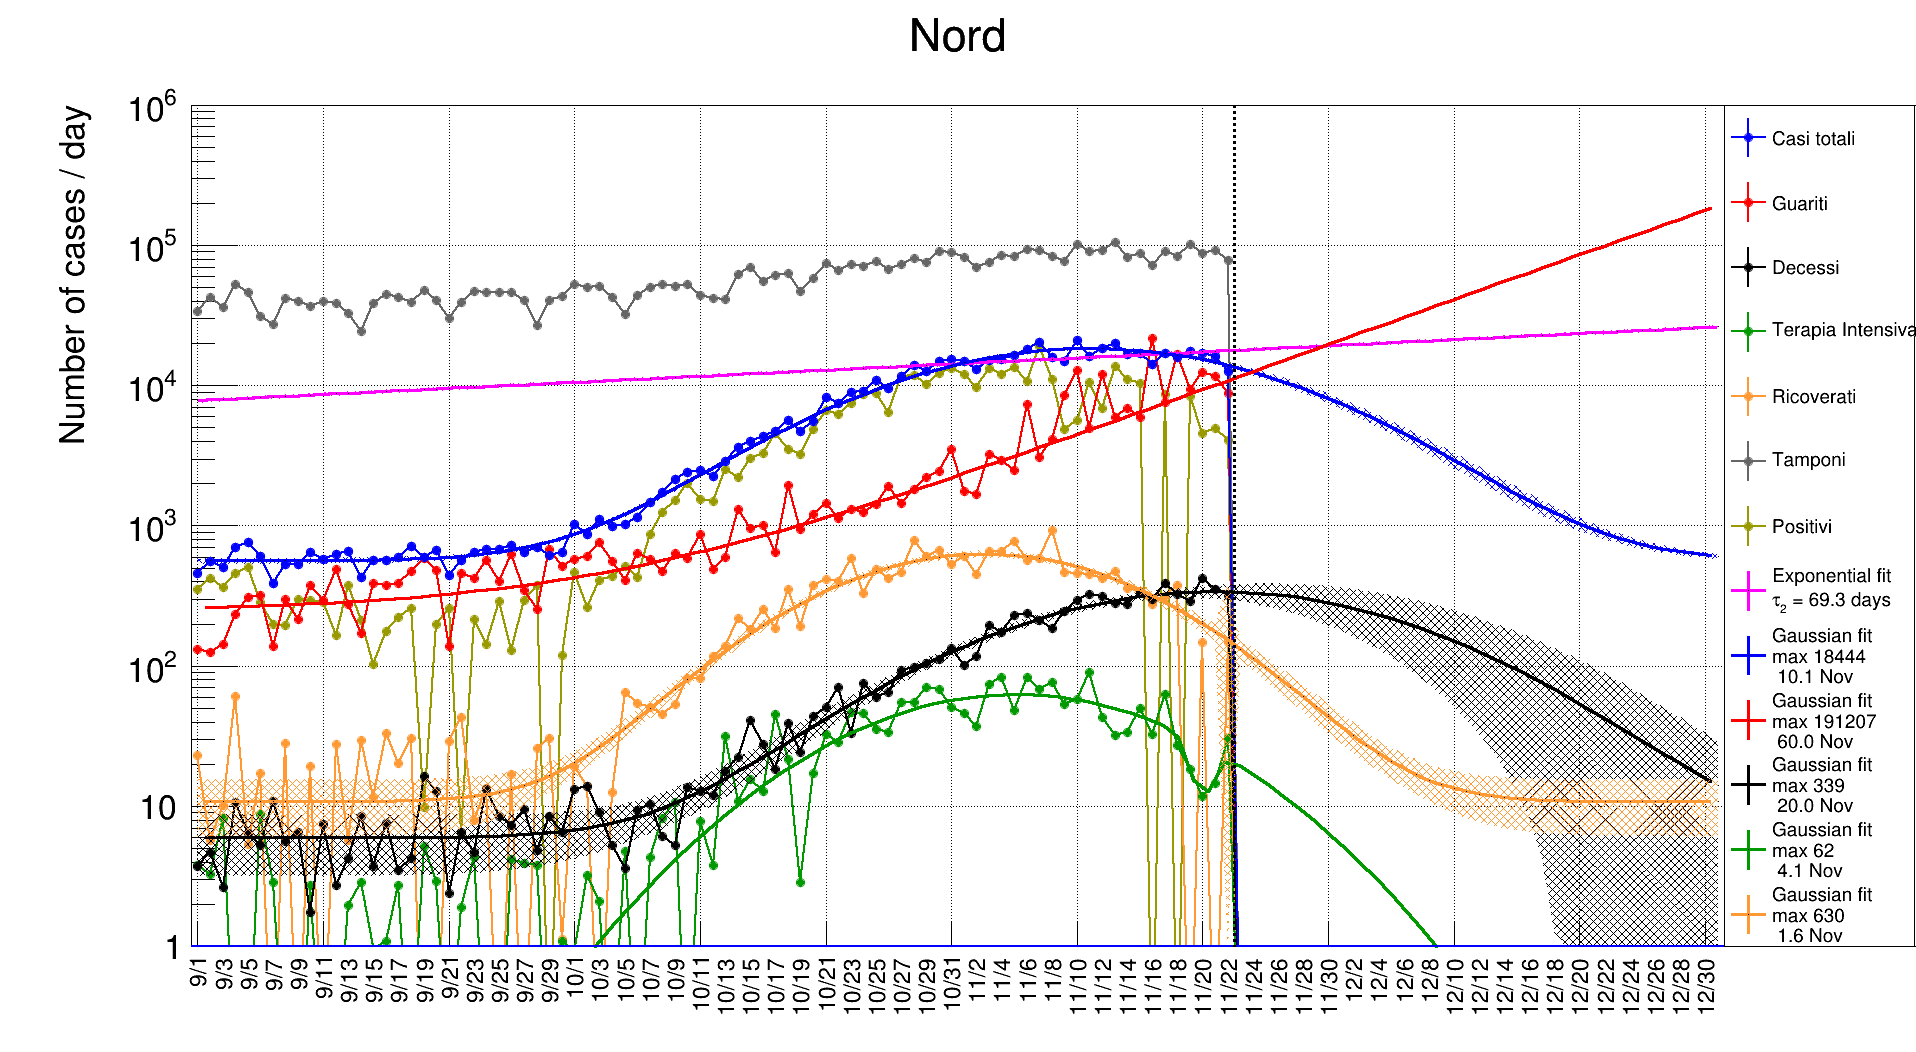 Nord
Number of cases / day
10^6
10^5
10^4
10^3
10^2
10
1
9/1
9/3
9/5
9/7
9/9
9/11
9/13
9/15
9/17
9/19
9/21
9/23
9/25
9/27
9/29
10/1
10/3
10/5
10/7
10/9
10/11
10/13
10/15
10/17
10/19
10/21
10/23
10/25
10/27
10/29
10/31
11/2
11/4
11/6
11/8
11/10
11/12
11/14
11/16
11/18
11/20
11/22
11/24
11/26
11/28
11/30
12/2
12/4
12/6
12/8
12/10
12/12
12/14
12/16
12/18
12/20
12/22
12/24
12/26
12/28
12/30
Casi totali
Guariti
Decessi
Terapia Intensiva
Ricoverati
Tamponi
Positivi
Exponential fit
τ₂ = 69.3 days
Gaussian fit
max 18444
10.1 Nov
Gaussian fit
max 191207
60.0 Nov
Gaussian fit
max 339
20.0 Nov
Gaussian fit
max 62
4.1 Nov
Gaussian fit
max 630
1.6 Nov